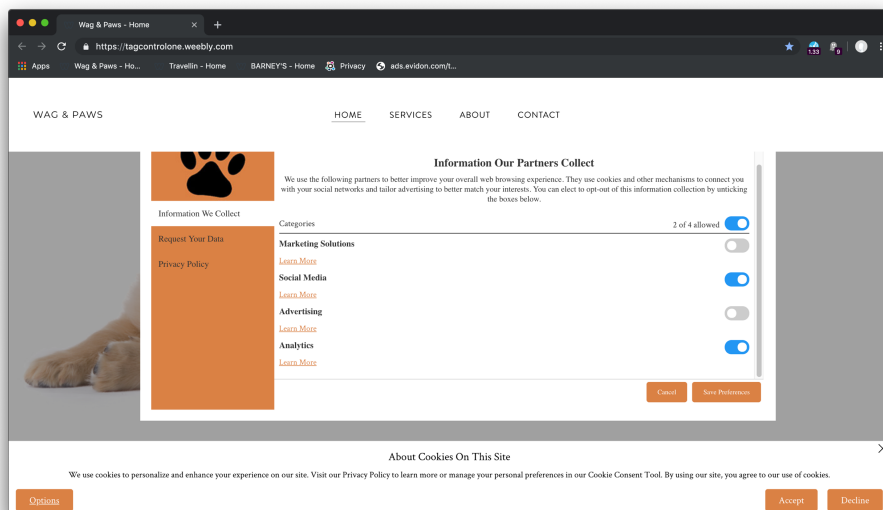 Wag & Paws - Home
https://tagcontrolone.weebly.com
1.33
9
Apps
Wag & Paws - Ho...
Travellin - Home
BARNEY'S - Home
Privacy
ads.evidon.com/t...
WAG & PAWS
HOME
SERVICES
ABOUT
CONTACT
Information We Collect
Request Your Data
Privacy Policy
Information Our Partners Collect
We use the following partners to better improve your overall web browsing experience. They use cookies and other mechanisms to connect you
with your social networks and tailor advertising to better match your interests. You can elect to opt-out of this information collection by unticking
the boxes below.
Categories
2 of 4 allowed
Marketing Solutions
Learn More
Social Media
Learn More
Advertising
Learn More
Analytics
Learn More
Cancel
Save Preferences
About Cookies On This Site
We use cookies to personalize and enhance your experience on our site. Visit our Privacy Policy to learn more or manage your personal preferences in our Cookie Consent Tool. By using our site, you agree to our use of cookies.
Options
Accept
Decline